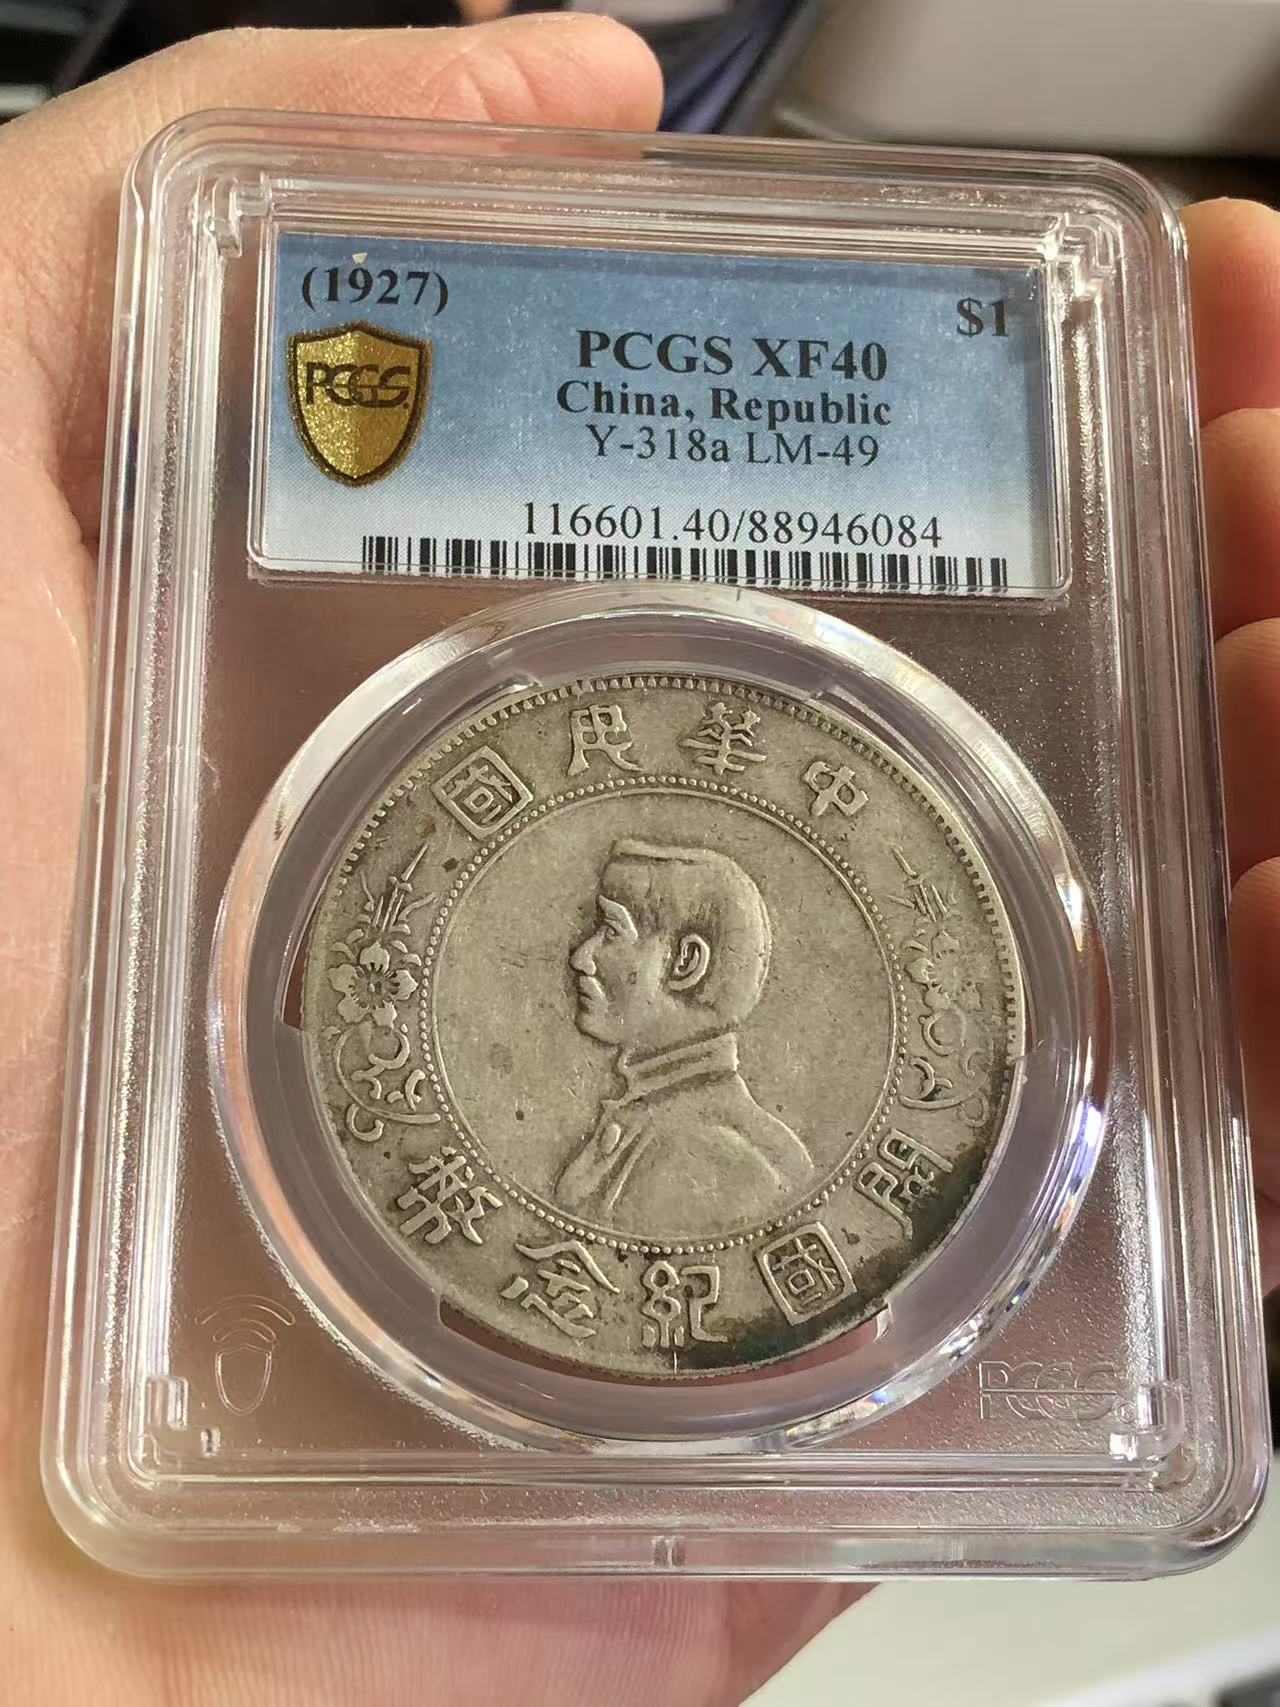 (1927)
$1
PCGS
PCGS XF40
China, Republic
Y-318a LM-49
116601.40/88946084
中華民國
開國紀念幣
PCGS